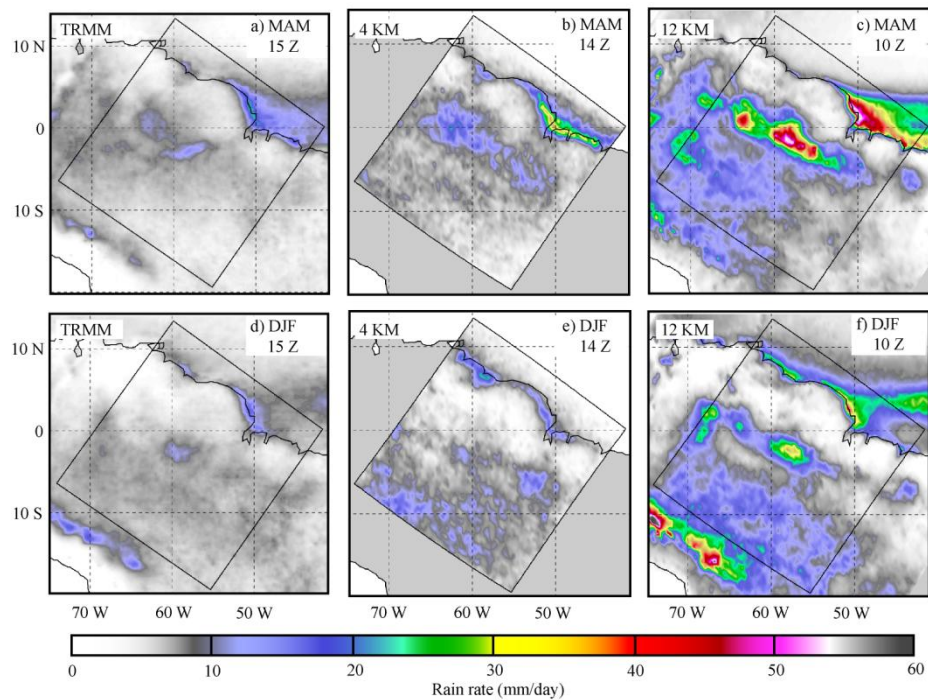 TRMM
a) MAM
15 Z
4 KM
b) MAM
14 Z
12 KM
c) MAM
10 Z
10 N
0
10 S
TRMM
d) DJF
15 Z
4 KM
e) DJF
14 Z
12 KM
f) DJF
10 Z
10 N
0
10 S
70 W 60 W 50 W
70 W 60 W 50 W
70 W 60 W 50 W
0 10 20 30 40 50 60
Rain rate (mm/day)